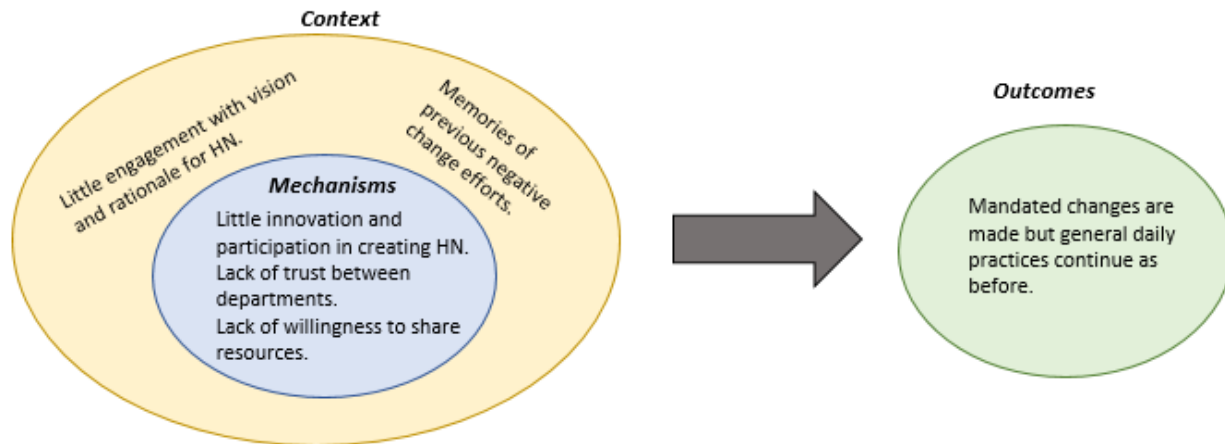 Context
Little engagement with vision
and rationale for HN.
Memories of
previous negative
change efforts.
Mechanisms
Little innovation and
participation in creating HN.
Lack of trust between
departments.
Lack of willingness to share
resources.
Outcomes
Mandated changes are
made but general daily
practices continue as
before.